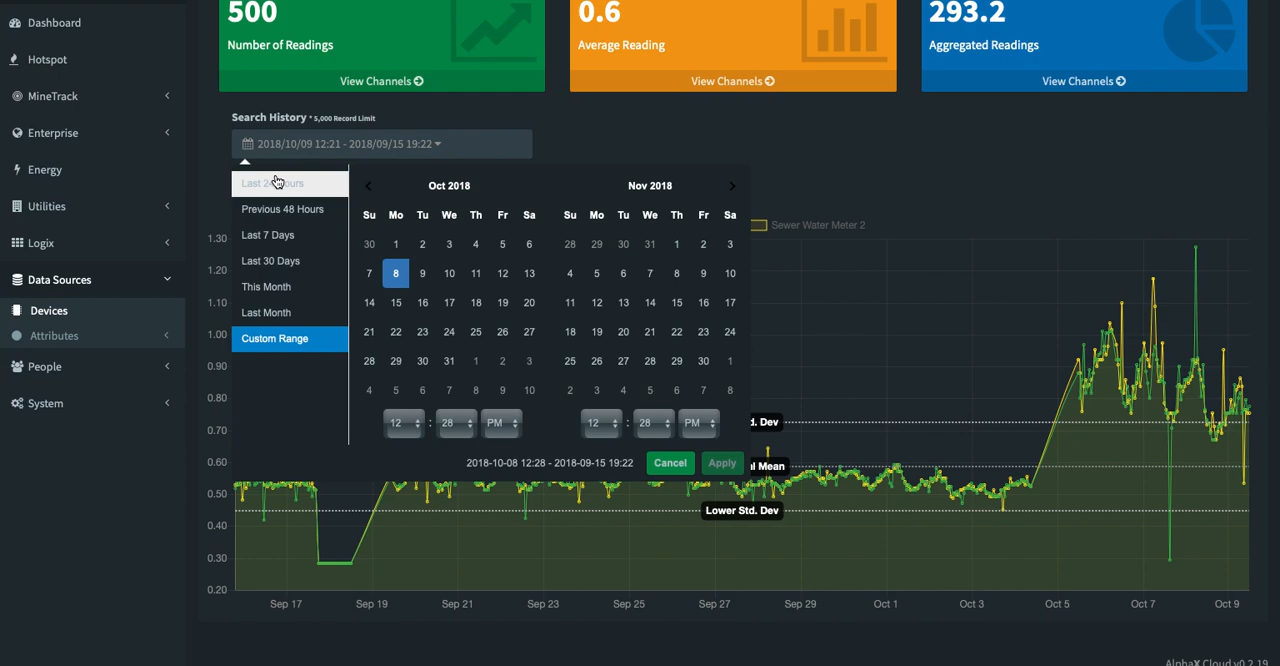 500
Number of Readings
View Channels
0.6
Average Reading
View Channels
293.2
Aggregated Readings
View Channels
Dashboard
Hotspot
MineTrack
Enterprise
Energy
Utilities
Logix
Data Sources
Devices
Attributes
People
System
Search History * 5,000 Record Limit
2018/10/09 12:21 - 2018/09/15 19:22
Last 24 Hours
Previous 48 Hours
Last 7 Days
Last 30 Days
This Month
Last Month
Custom Range
Oct 2018
Su Mo Tu We Th Fr Sa
30 1 2 3 4 5 6
7 8 9 10 11 12 13
14 15 16 17 18 19 20
21 22 23 24 25 26 27
28 29 30 31 1 2 3
4 5 6 7 8 9 10
12 : 28 PM
Nov 2018
Su Mo Tu We Th Fr Sa
28 29 30 31 1 2 3
4 5 6 7 8 9 10
11 12 13 14 15 16 17
18 19 20 21 22 23 24
25 26 27 28 29 30 1
2 3 4 5 6 7 8
12 : 28 PM
2018-10-08 12:28 - 2018-09-15 19:22 Cancel Apply
Sewer Water Meter 2
1.30
1.20
1.10
1.00
0.90
0.80
0.70
0.60
0.50
0.40
0.30
0.20
d. Dev
l Mean
Lower Std. Dev
Sep 17 Sep 19 Sep 21 Sep 23 Sep 25 Sep 27 Sep 29 Oct 1 Oct 3 Oct 5 Oct 7 Oct 9
AlphaX Cloud v0.2.19